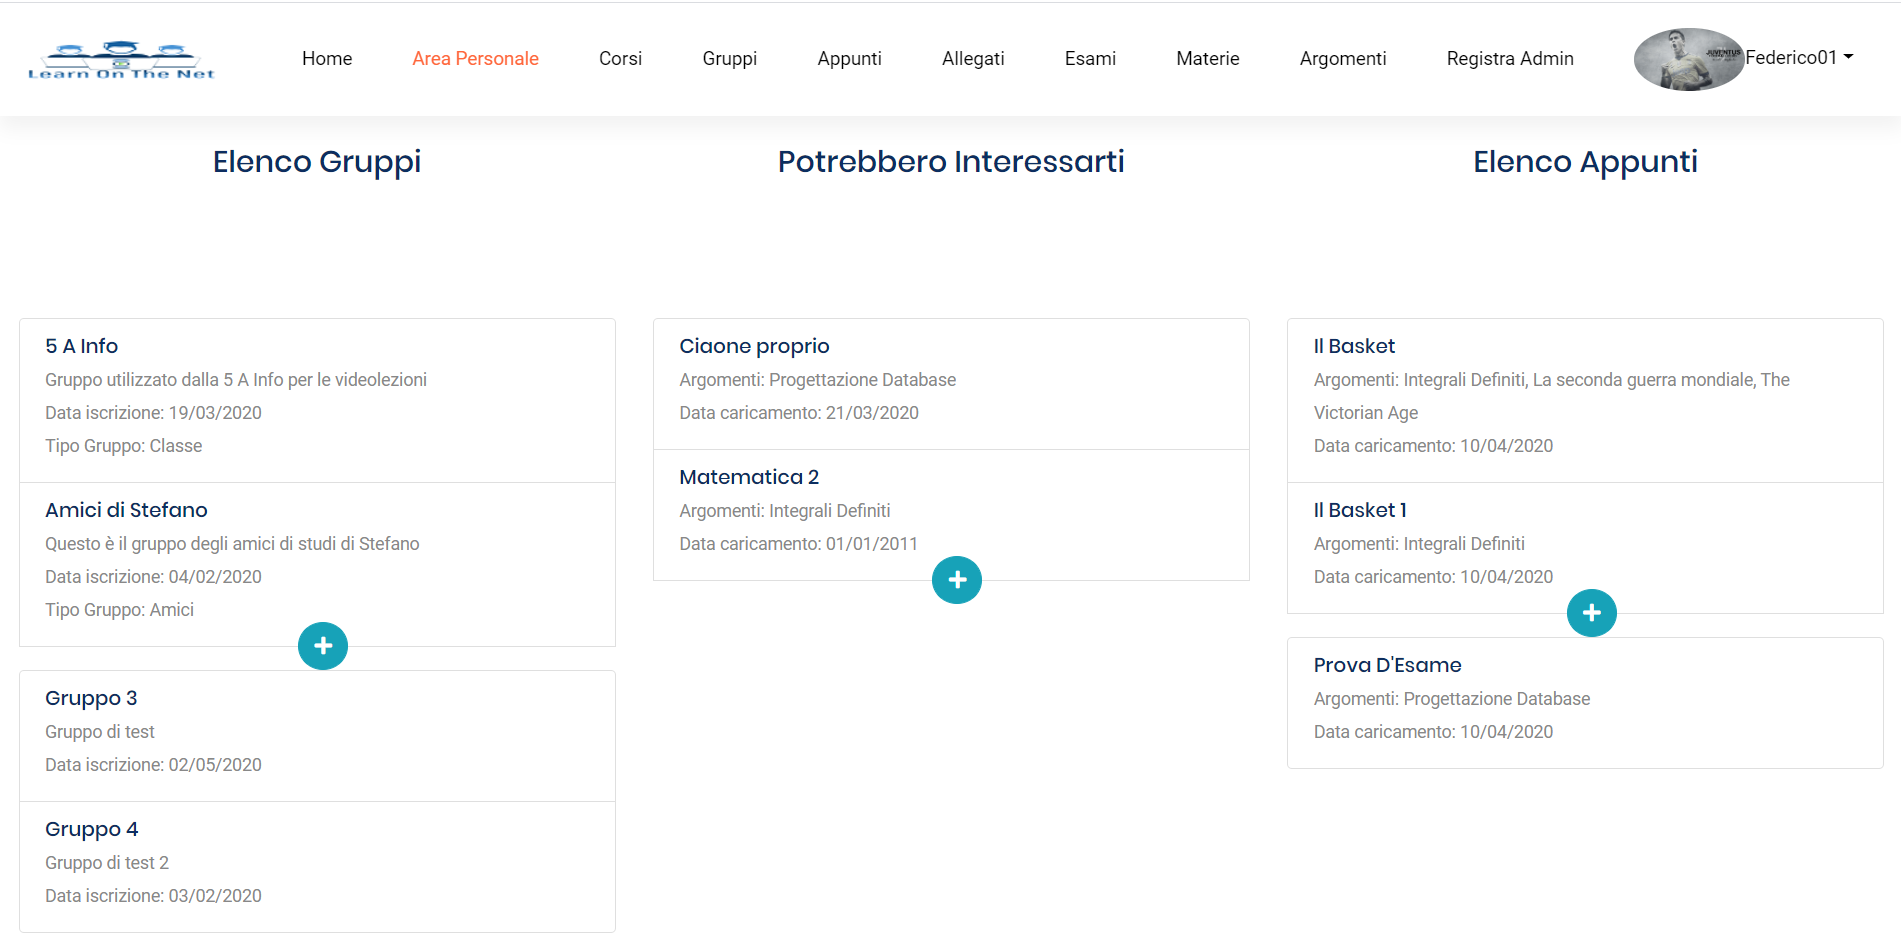 Learn On The Net
Home
Area Personale
Corsi
Gruppi
Appunti
Allegati
Esami
Materie
Argomenti
Registra Admin
JUVENTUS
Federico01
Elenco Gruppi
5 A Info
Gruppo utilizzato dalla 5 A Info per le videolezioni
Data iscrizione: 19/03/2020
Tipo Gruppo: Classe
Amici di Stefano
Questo è il gruppo degli amici di studi di Stefano
Data iscrizione: 04/02/2020
Tipo Gruppo: Amici
Gruppo 3
Gruppo di test
Data iscrizione: 02/05/2020
Gruppo 4
Gruppo di test 2
Data iscrizione: 03/02/2020
Potrebbero Interessarti
Ciaone proprio
Argomenti: Progettazione Database
Data caricamento: 21/03/2020
Matematica 2
Argomenti: Integrali Definiti
Data caricamento: 01/01/2011
Elenco Appunti
Il Basket
Argomenti: Integrali Definiti, La seconda guerra mondiale, The
Victorian Age
Data caricamento: 10/04/2020
Il Basket 1
Argomenti: Integrali Definiti
Data caricamento: 10/04/2020
Prova D'Esame
Argomenti: Progettazione Database
Data caricamento: 10/04/2020